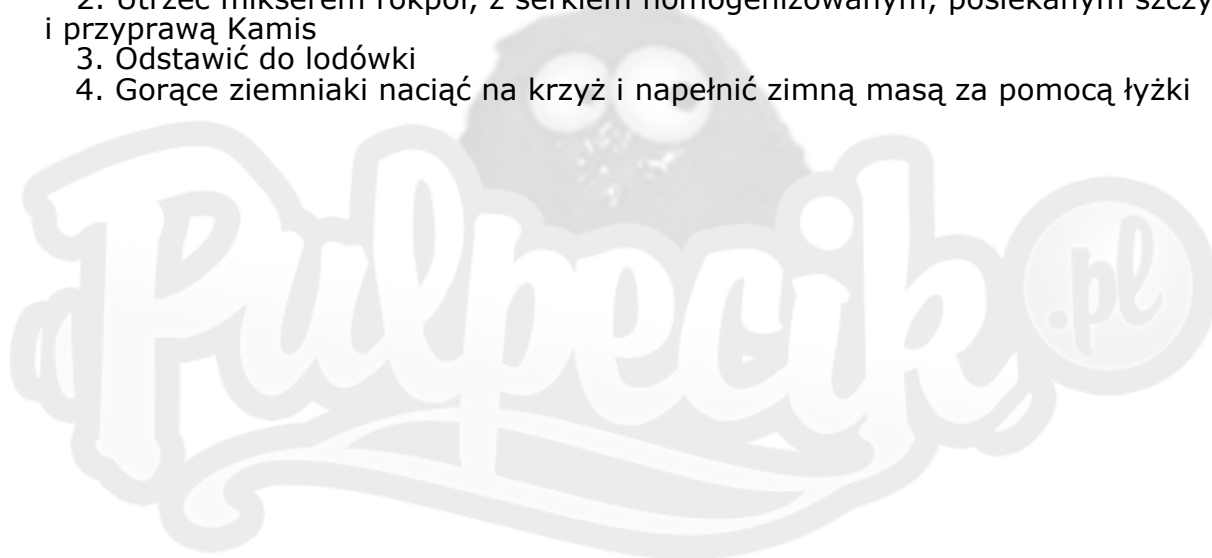 2. Utrzeć mikserem rokpol, z serkiem homogenizowanym, posiekanym szczy
i przyprawą Kamis
3. Odstawić do lodówki
4. Gorące ziemniaki naciąć na krzyż i napełnić zimną masą za pomocą łyżki
Pulpecik .pl